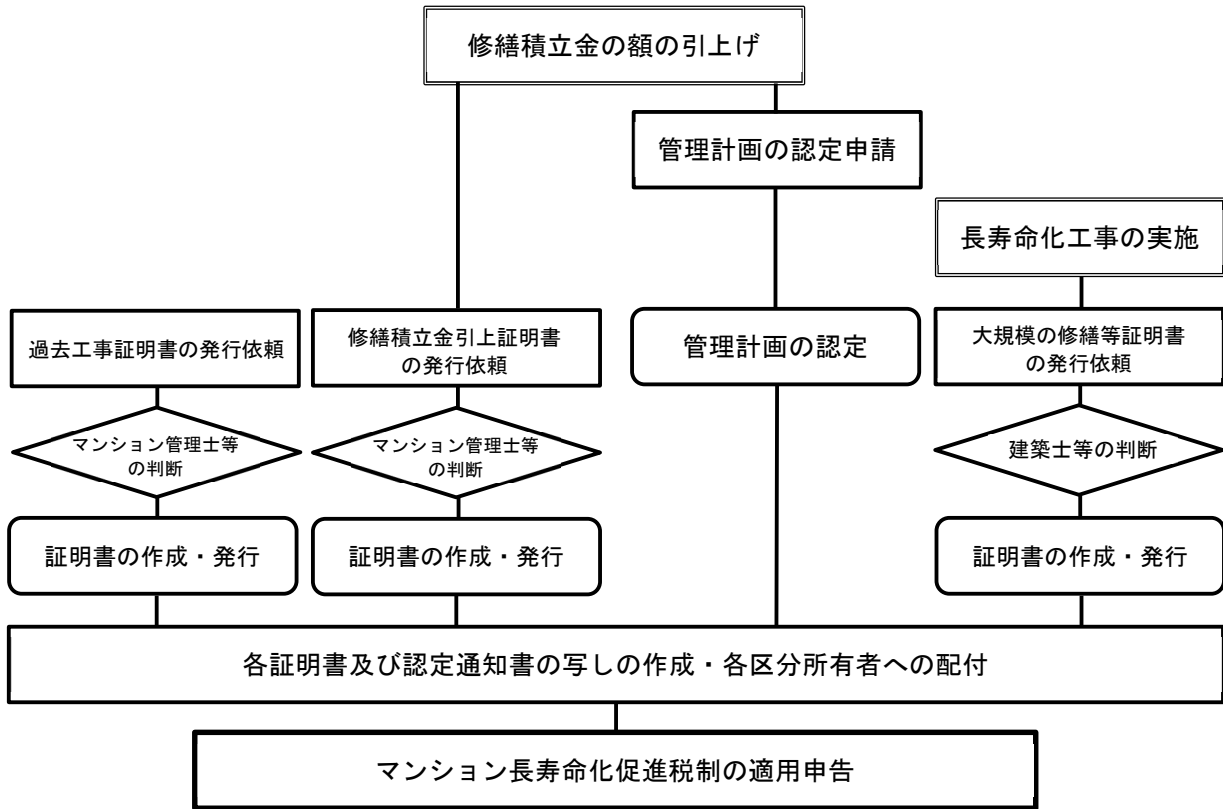 修繕積立金の額の引上げ
管理計画の認定申請
長寿命化工事の実施
過去工事証明書の発行依頼
修繕積立金引上証明書
の発行依頼
管理計画の認定
大規模の修繕等証明書
の発行依頼
マンション管理士等
の判断
マンション管理士等
の判断
建築士等の判断
証明書の作成・発行
証明書の作成・発行
証明書の作成・発行
各証明書及び認定通知書の写しの作成・各区分所有者への配付
マンション長寿命化促進税制の適用申告